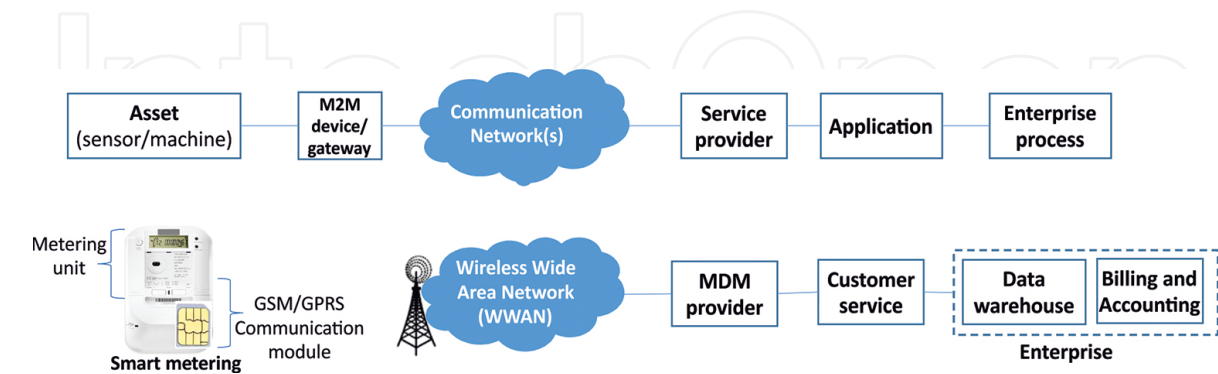 IntechOpen
Asset
(sensor/machine)
M2M
device/
gateway
Communication
Network(s)
Service
provider
Application
Enterprise
process
Metering
unit
GSM/GPRS
Communication
module
Smart metering
Wireless Wide
Area Network
(WWAN)
MDM
provider
Customer
service
Data
warehouse
Billing and
Accounting
Enterprise